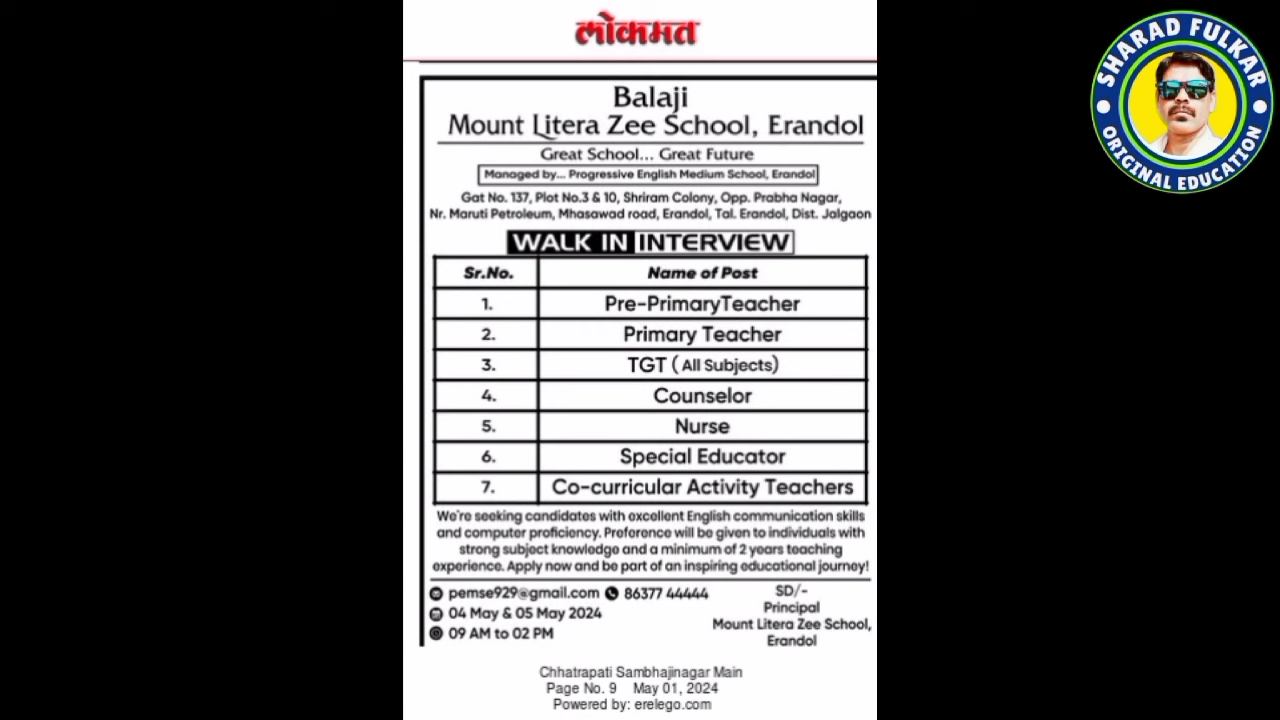 लोकमत
SHARAD FULKAR
ORIGINAL EDUCATION
Balaji
Mount Litera Zee School, Erandol
Great School... Great Future
Managed by... Progressive English Medium School, Erandol
Gat No. 137, Plot No.3 & 10, Shriram Colony, Opp. Prabha Nagar,
Nr. Maruti Petroleum, Mhasawad road, Erandol, Tal. Erandol, Dist. Jalgaon
WALK IN INTERVIEW
Sr.No. Name of Post
1. Pre-PrimaryTeacher
2. Primary Teacher
3. TGT ( All Subjects)
4. Counselor
5. Nurse
6. Special Educator
7. Co-curricular Activity Teachers
We're seeking candidates with excellent English communication skills
and computer proficiency. Preference will be given to individuals with
strong subject knowledge and a minimum of 2 years teaching
experience. Apply now and be part of an inspiring educational journey!
pemse929@gmail.com 86377 44444
04 May & 05 May 2024
09 AM to 02 PM
SD/-
Principal
Mount Litera Zee School,
Erandol
Chhatrapati Sambhajinagar Main
Page No. 9 May 01, 2024
Powered by: erelego.com